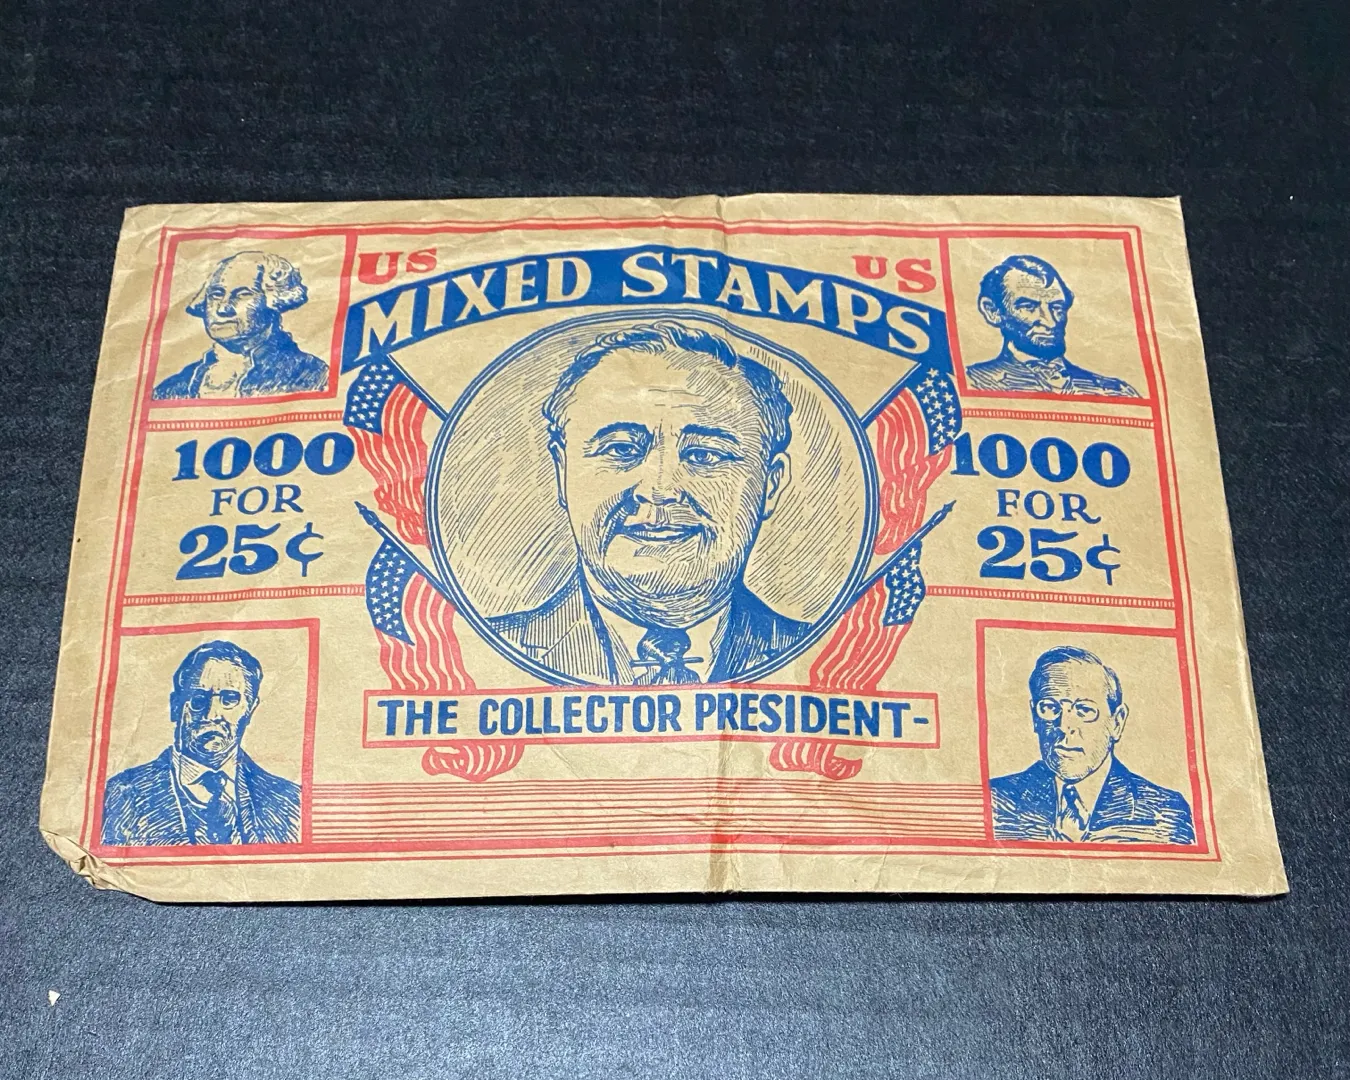 US US
MIXED STAMPS
1000
FOR
25¢
1000
FOR
25¢
THE COLLECTOR PRESIDENT-